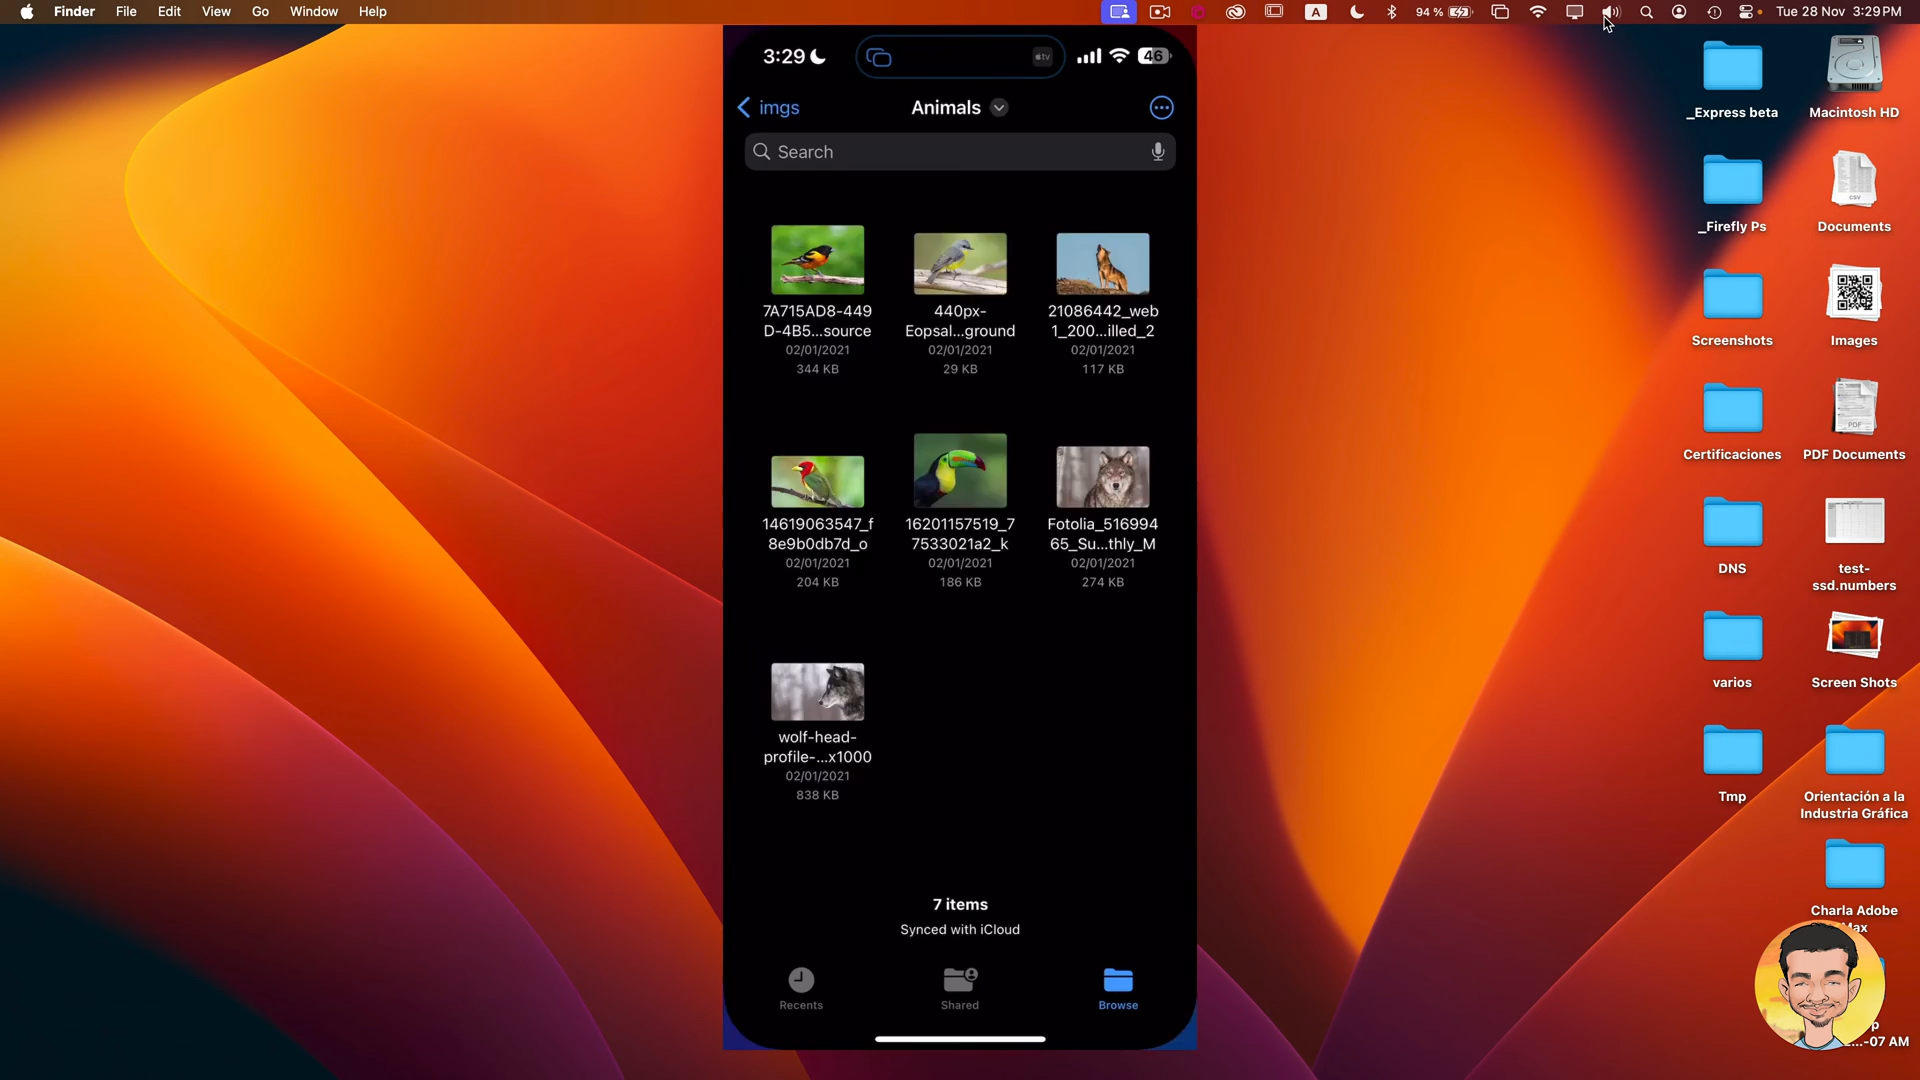 Finder File Edit View Go Window Help
A
94 %
Tue 28 Nov 3:29 PM
3:29
tv
46
imgs
Animals
Search
7A715AD8-449
D-4B5...source
02/01/2021
344 KB
440px-
Eopsal...ground
02/01/2021
29 KB
21086442_web
1_200...illed_2
02/01/2021
117 KB
14619063547_f
8e9b0db7d_o
02/01/2021
204 KB
16201157519_7
7533021a2_k
02/01/2021
186 KB
Fotolia_516994
65_Su...thly_M
02/01/2021
274 KB
wolf-head-
profile-...x1000
02/01/2021
838 KB
7 items
Synced with iCloud
Recents
Shared
Browse
_Express beta
Macintosh HD
_Firefly Ps
CSV
Documents
Screenshots
Images
Certificaciones
PDF
PDF Documents
DNS
test-
ssd.numbers
varios
Screen Shots
Tmp
Orientación a la
Industria Gráfica
Charla Adobe
...-07 AM